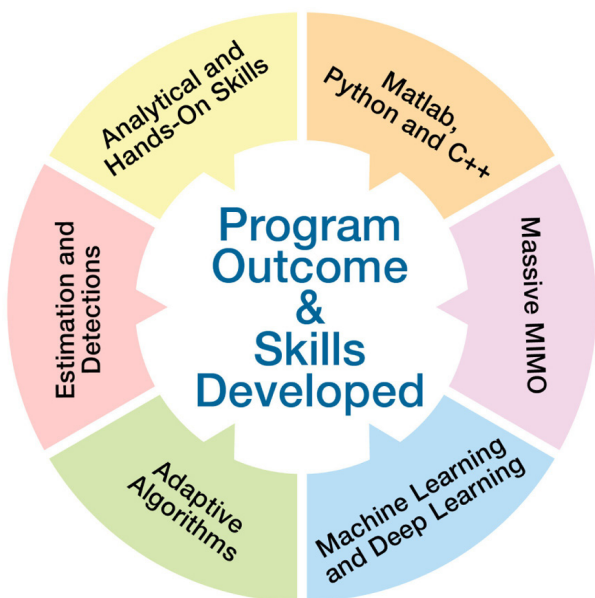 Program
Outcome
&
Skills
Developed
Analytical and
Hands-On Skills
Matlab,
Python and C++
Massive MIMO
Machine Learning
and Deep Learning
Adaptive
Algorithms
Estimation and
Detections